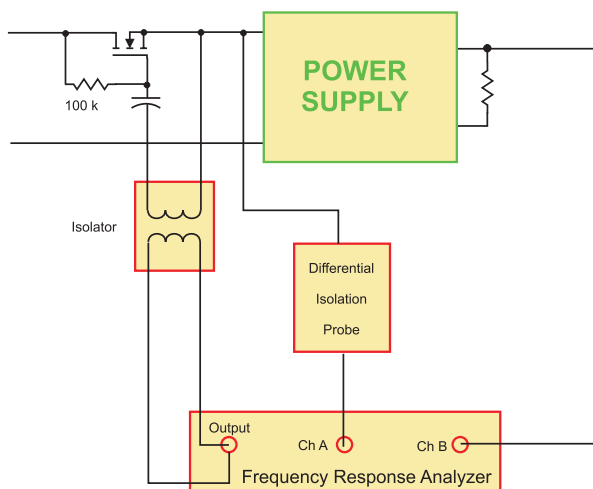 POWER
SUPPLY
100 k
Isolator
Differential
Isolation
Probe
Output
Ch A
Ch B
Frequency Response Analyzer